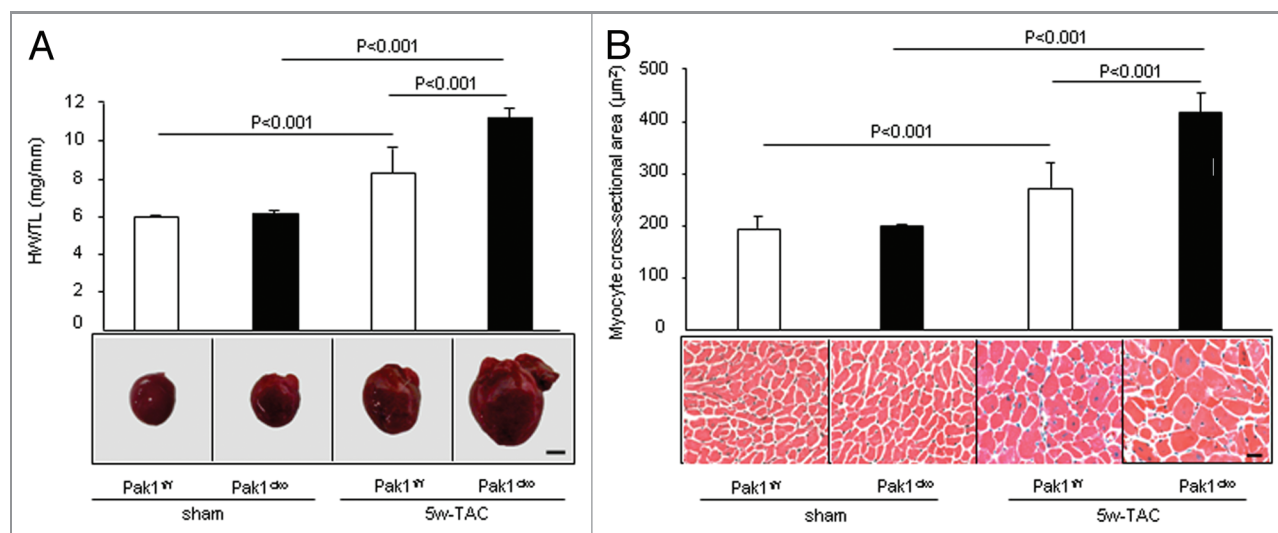 A
P<0.001
P<0.001
P<0.001
HW/TL (mg/mm)
12
10
8
6
4
2
0
Pak1f/f Pak1cko Pak1f/f Pak1cko
sham 5w-TAC
B
P<0.001
P<0.001
P<0.001
Myocyte cross-sectional area (µm²)
500
400
300
200
100
0
Pak1f/f Pak1cko Pak1f/f Pak1cko
sham 5w-TAC